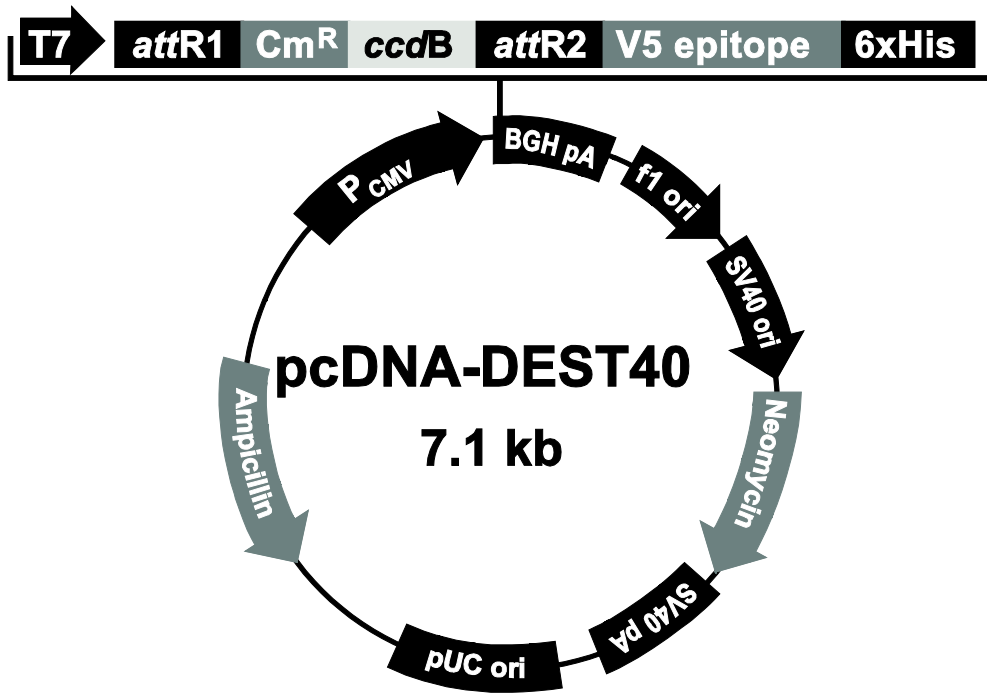 T7 attR1 CmR ccdB attR2 V5 epitope 6xHis
PCMV
BGH pA
f1 ori
SV40 ori
Neomycin
SV40 pA
pUC ori
Ampicillin
pcDNA-DEST40
7.1 kb